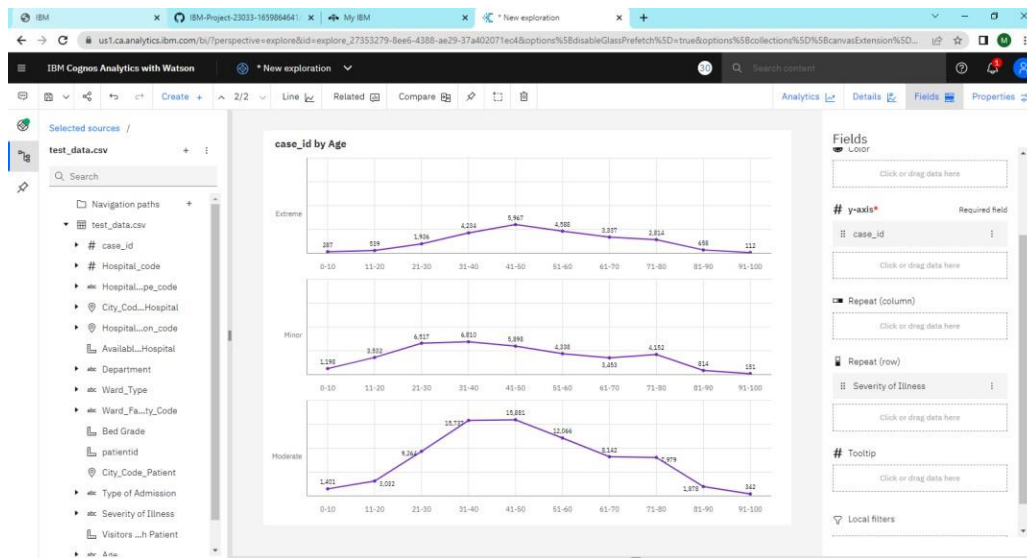 IBM
IBM-Project-23033-1659864641/
My IBM
* New exploration
us1.ca.analytics.ibm.com/bi/?perspective=explore&id=explore_27353279-8ee6-4388-ae29-37a402071ec4&options%5BdisableGlassPrefetch%5D=true&options%5Bcollections%5D%5BcanvasExtension%5D...
M
IBM Cognos Analytics with Watson
* New exploration
30
Search content
1
Create +
2/2
Line
Related
Compare
Analytics
Details
Fields
Properties
Selected sources /
test_data.csv
Search
Navigation paths
test_data.csv
# case_id
# Hospital_code
abc Hospital...pe_code
City_Cod...Hospital
Hospital...on_code
Availabl...Hospital
abc Department
abc Ward_Type
abc Ward_Fa...ty_Code
Bed Grade
patientid
City_Code_Patient
abc Type of Admission
abc Severity of Illness
Visitors ...h Patient
abc Age
case_id by Age
Extreme
287 539 1,936 4,234 5,967 4,588 3,337 2,814 658 112
0-10 11-20 21-30 31-40 41-50 51-60 61-70 71-80 81-90 91-100
Minor
1,198 3,532 6,517 6,810 5,898 4,338 3,453 4,152 814 151
0-10 11-20 21-30 31-40 41-50 51-60 61-70 71-80 81-90 91-100
Moderate
1,401 3,032 9,264 15,881 12,066 8,142 7,979 1,878 342
0-10 11-20 21-30 31-40 41-50 51-60 61-70 71-80 81-90 91-100
Fields
Color
Click or drag data here
# y-axis* Required field
case_id
Click or drag data here
Repeat (column)
Click or drag data here
Repeat (row)
Severity of Illness
Click or drag data here
# Tooltip
Click or drag data here
Local filters